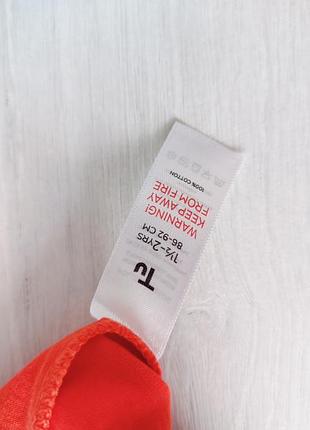 Tu
1½-2YRS
86-92 CM
WARNING!
KEEP AWAY
FROM FIRE
100% COTTON